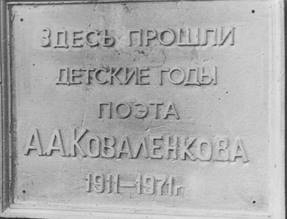 ЗДЕСЬ ПРОШЛИ
ДЕТСКИЕ ГОДЫ
ПОЭТА
А.А.КОВАЛЕНКОВА
1911–1971г.